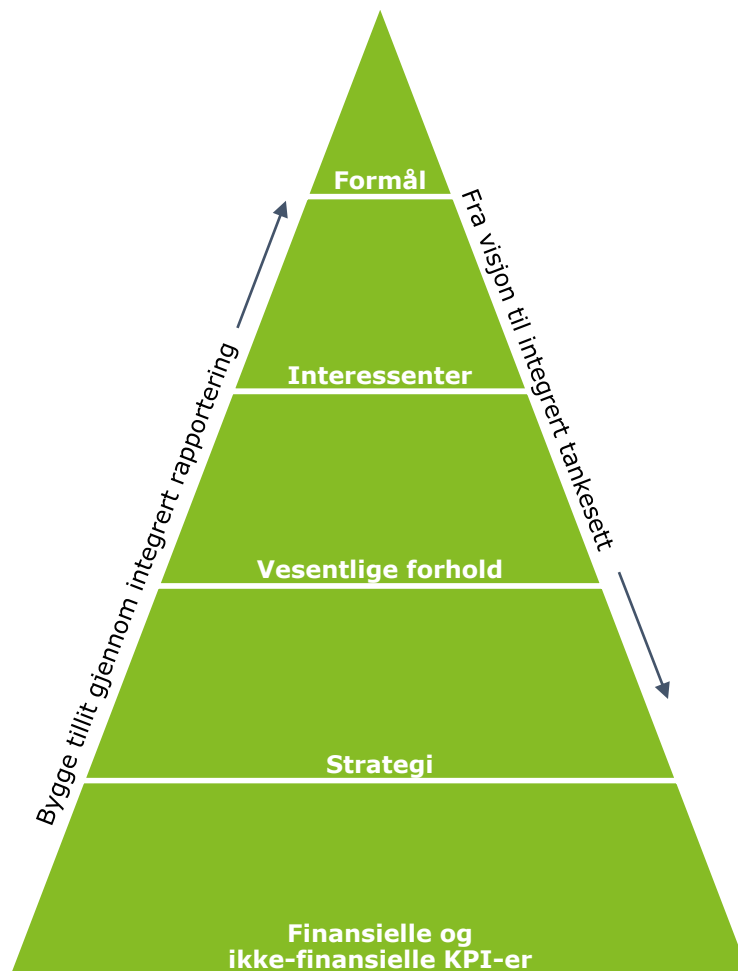 Formål
Interessenter
Vesentlige forhold
Strategi
Finansielle og
ikke-finansielle KPI-er
Bygge tillit gjennom integrert rapportering
Fra visjon til integrert tankesett